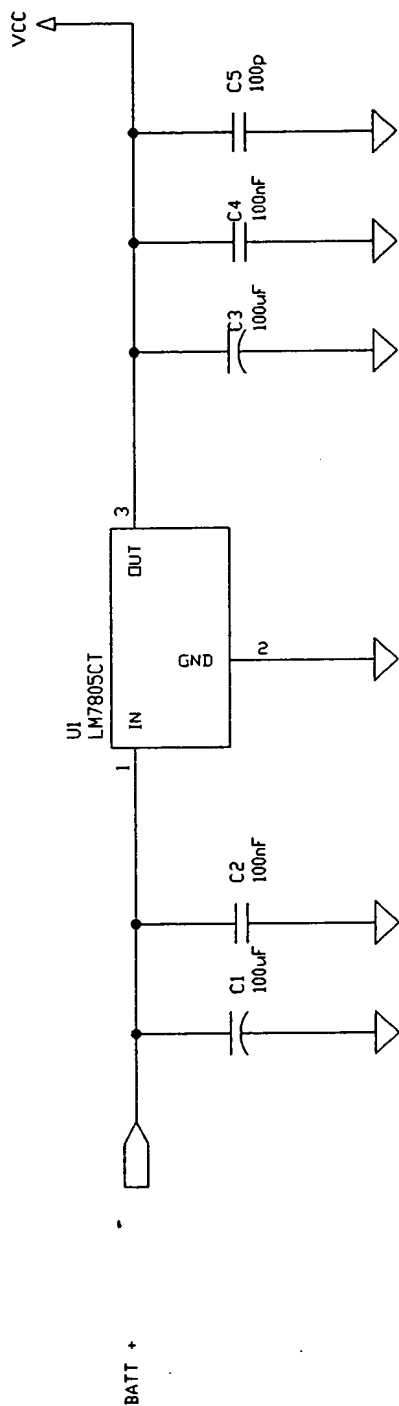 BATT +
C1
100uF
C2
100nF
1
U1
LM7805CT
IN
GND
OUT
2
3
C3
100uF
C4
100nF
C5
100p
VCC